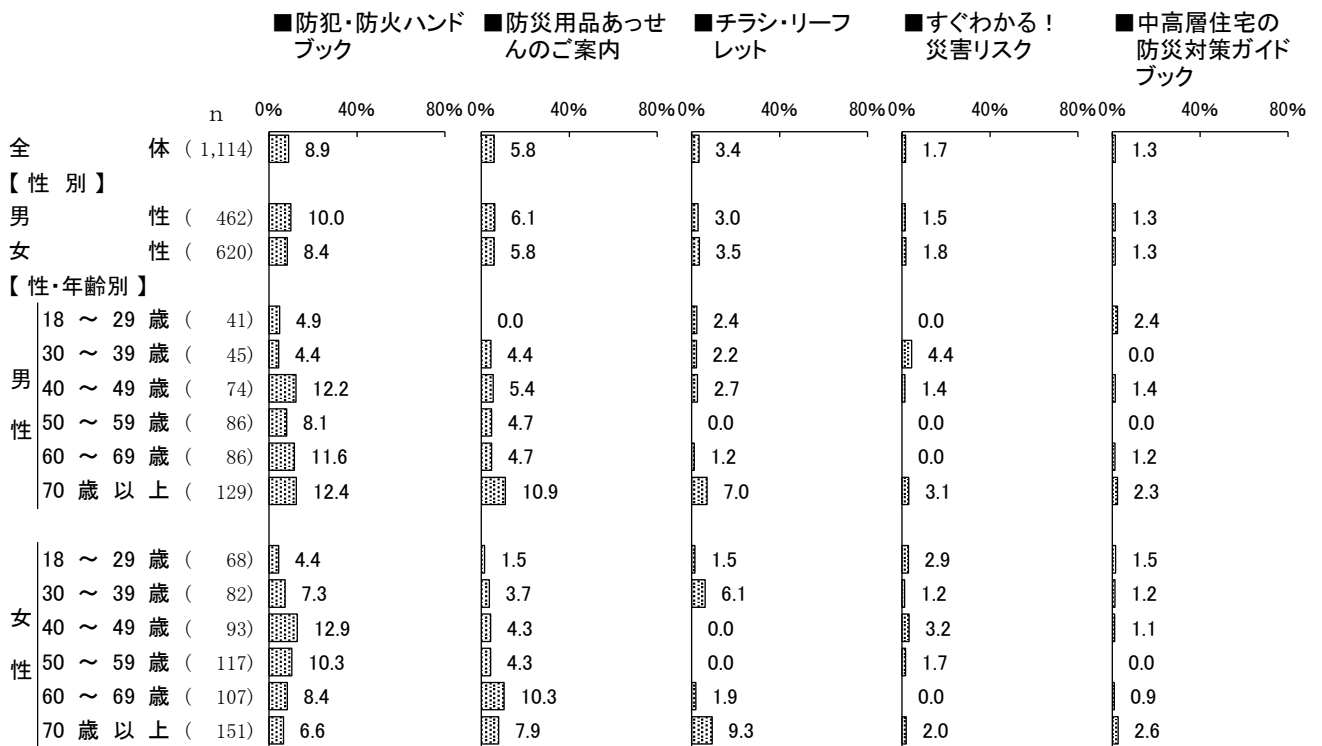 ■防犯・防火ハンドブック ■防災用品あっせんのご案内 ■チラシ・リーフレット ■すぐわかる！災害リスク ■中高層住宅の防災対策ガイドブック
n 0% 40% 80% 0% 40% 80% 0% 40% 80% 0% 40% 80% 0% 40% 80%
全体 ( 1,114) 8.9 5.8 3.4 1.7 1.3
【性別】
男性 ( 462) 10.0 6.1 3.0 1.5 1.3
女性 ( 620) 8.4 5.8 3.5 1.8 1.3
【性・年齢別】
男性
18 ～ 29 歳 ( 41) 4.9 0.0 2.4 0.0 2.4
30 ～ 39 歳 ( 45) 4.4 4.4 2.2 4.4 0.0
40 ～ 49 歳 ( 74) 12.2 5.4 2.7 1.4 1.4
50 ～ 59 歳 ( 86) 8.1 4.7 0.0 0.0 0.0
60 ～ 69 歳 ( 86) 11.6 4.7 1.2 0.0 1.2
70 歳以上 ( 129) 12.4 10.9 7.0 3.1 2.3
女性
18 ～ 29 歳 ( 68) 4.4 1.5 1.5 2.9 1.5
30 ～ 39 歳 ( 82) 7.3 3.7 6.1 1.2 1.2
40 ～ 49 歳 ( 93) 12.9 4.3 0.0 3.2 1.1
50 ～ 59 歳 ( 117) 10.3 4.3 0.0 1.7 0.0
60 ～ 69 歳 ( 107) 8.4 10.3 1.9 0.0 0.9
70 歳以上 ( 151) 6.6 7.9 9.3 2.0 2.6